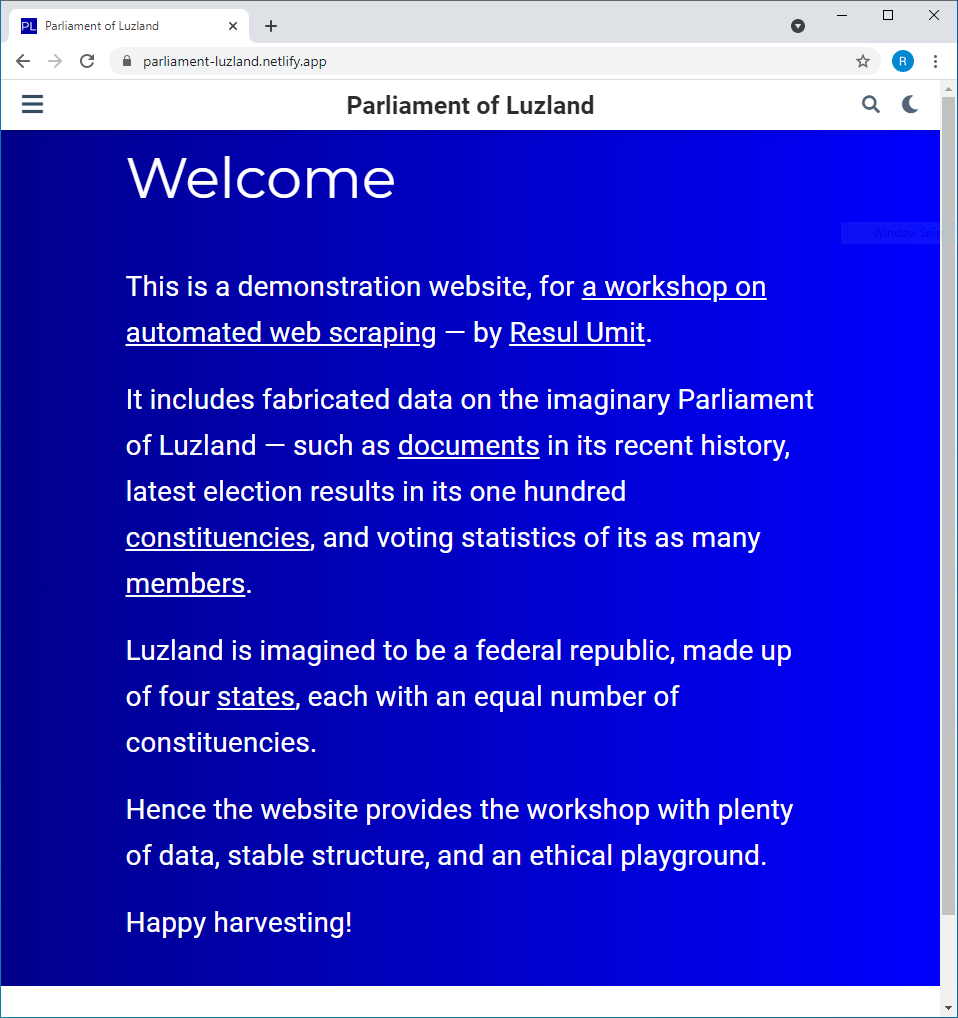 PL Parliament of Luzland
parliament-luzland.netlify.app
R
Parliament of Luzland
Welcome
Window Snip
This is a demonstration website, for a workshop on
automated web scraping — by Resul Umit.
It includes fabricated data on the imaginary Parliament
of Luzland — such as documents in its recent history,
latest election results in its one hundred
constituencies, and voting statistics of its as many
members.
Luzland is imagined to be a federal republic, made up
of four states, each with an equal number of
constituencies.
Hence the website provides the workshop with plenty
of data, stable structure, and an ethical playground.
Happy harvesting!